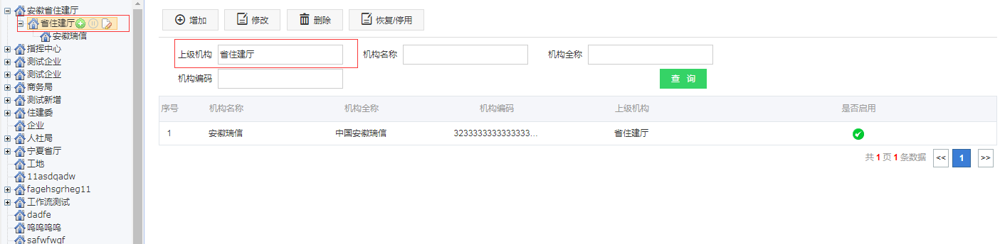 安徽省住建厅
省住建厅
安徽瑞信
指挥中心
测试企业
测试企业
商务局
测试新增
住建委
企业
人社局
宁夏省厅
工地
11asdqadw
fagehsgrheg11
工作流测试
dadfe
呜呜呜呜
safwfwgf
增加 修改 删除 恢复/停用
上级机构 省住建厅 机构名称 机构全称
机构编码 查 询
序号 机构名称 机构全称 机构编码 上级机构 是否启用
1 安徽瑞信 中国安徽瑞信 3233333333333333... 省住建厅
共 1 页 1 条数据 << 1 >>